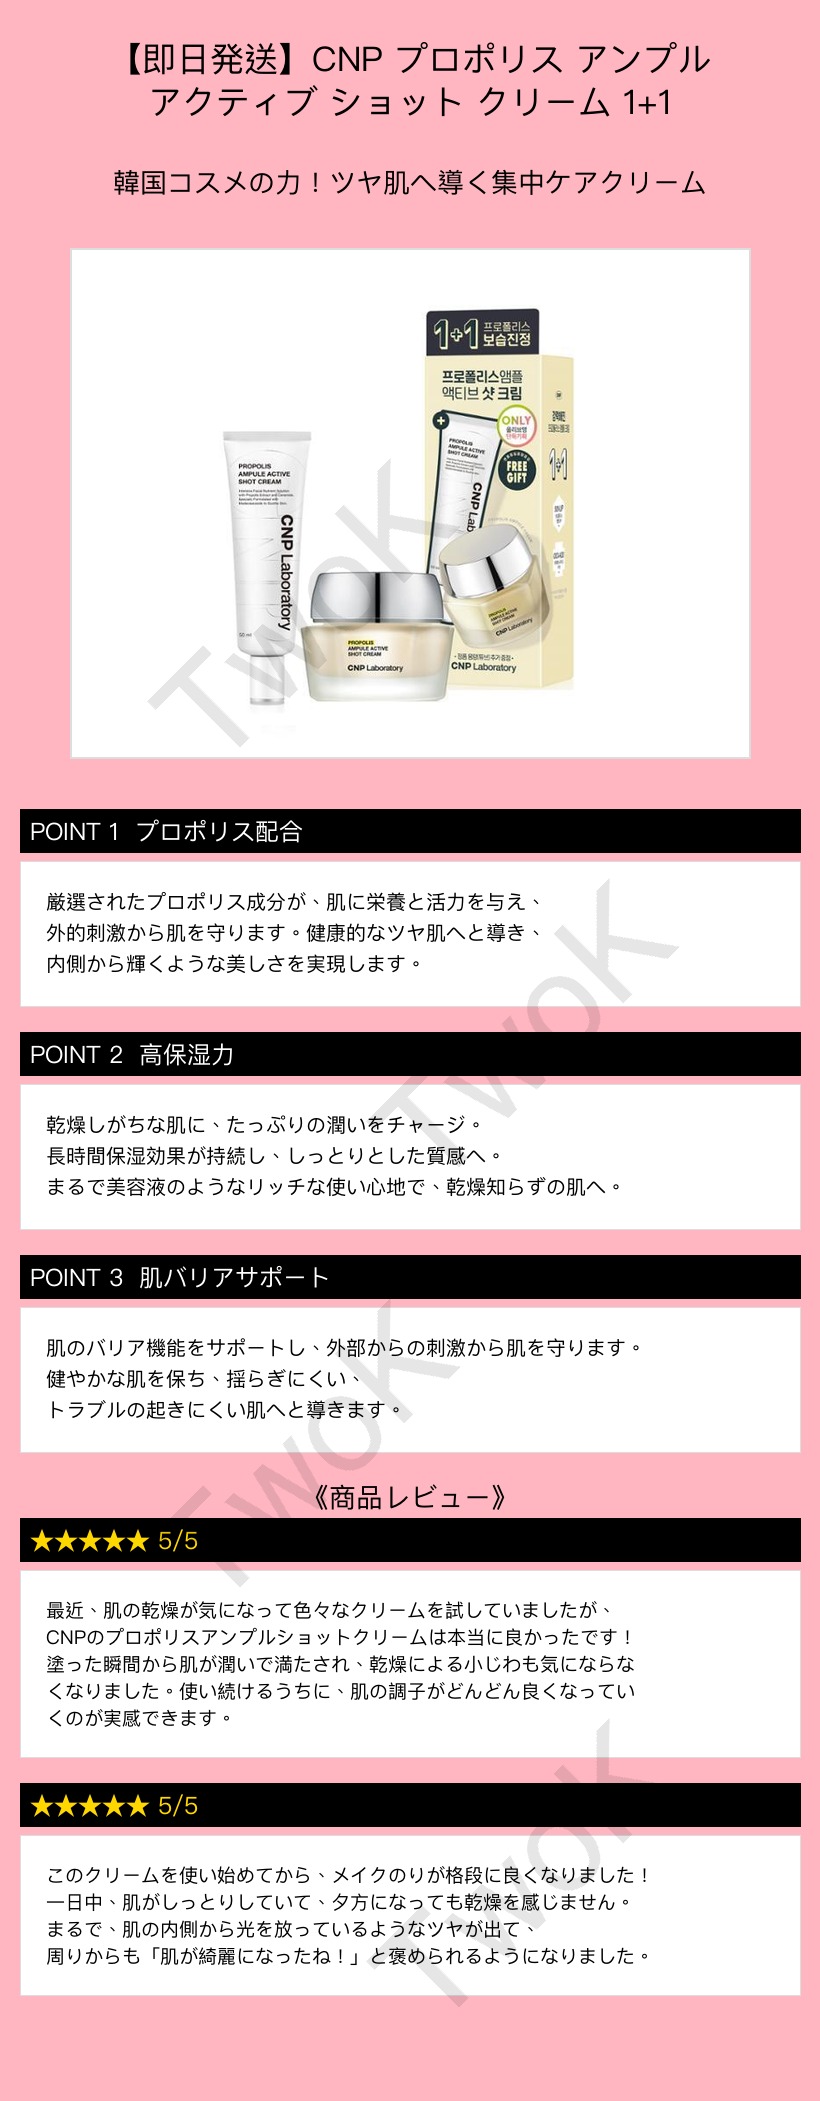 【即日発送】CNP プロポリス アンプル
アクティブ ショット クリーム 1+1
韓国コスメの力！ツヤ肌へ導く集中ケアクリーム
1+1 프로폴리스
보습진정
프로폴리스앰플
액티브 샷 크림
ONLY
올리브영
단독기획
FREE
GIFT
1+1
PROPOLIS
AMPULE ACTIVE
SHOT CREAM
CNP Laboratory
PROPOLIS
AMPULE ACTIVE
SHOT CREAM
CNP Lab
PROPOLIS
AMPULE ACTIVE
SHOT CREAM
CNP Laboratory
PROPOLIS
AMPULE ACTIVE
SHOT CREAM
CNP Laboratory
CNP Laboratory
TwoK
POINT 1 プロポリス配合
厳選されたプロポリス成分が、肌に栄養と活力を与え、
外的刺激から肌を守ります。健康的なツヤ肌へと導き、
内側から輝くような美しさを実現します。
TwoK
POINT 2 高保湿力
乾燥しがちな肌に、たっぷりの潤いをチャージ。
長時間保湿効果が持続し、しっとりとした質感へ。
まるで美容液のようなリッチな使い心地で、乾燥知らずの肌へ。
POINT 3 肌バリアサポート
肌のバリア機能をサポートし、外部からの刺激から肌を守ります。
健やかな肌を保ち、揺らぎにくい、
トラブルの起きにくい肌へと導きます。
TwoK
《商品レビュー》
★★★★★ 5/5
最近、肌の乾燥が気になって色々なクリームを試していましたが、
CNPのプロポリスアンプルショットクリームは本当に良かったです！
塗った瞬間から肌が潤いで満たされ、乾燥による小じわも気にならな
くなりました。使い続けるうちに、肌の調子がどんどん良くなってい
くのが実感できます。
★★★★★ 5/5
このクリームを使い始めてから、メイクのりが格段に良くなりました！
一日中、肌がしっとりしていて、夕方になっても乾燥を感じません。
まるで、肌の内側から光を放っているようなツヤが出て、
周りからも「肌が綺麗になったね！」と褒められるようになりました。
TwoK